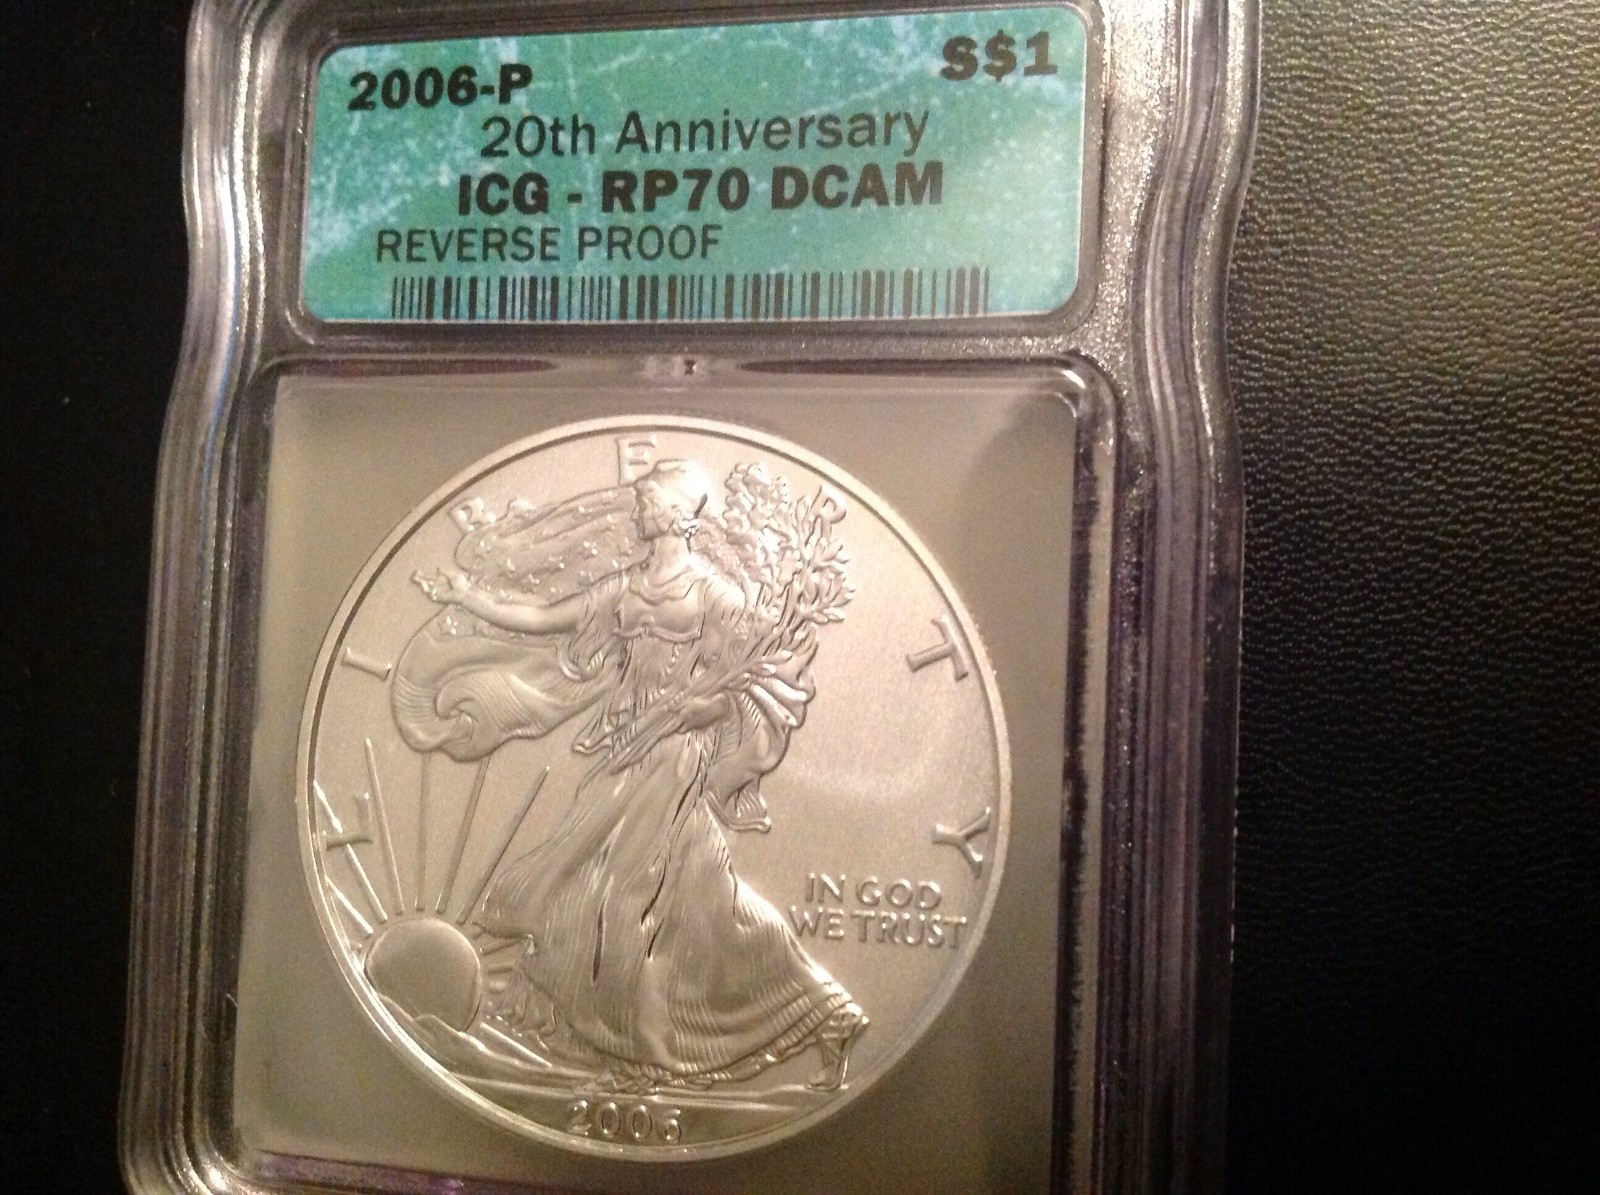 2006-P S$1
20th Anniversary
ICG - RP70 DCAM
REVERSE PROOF
LIBERTY
IN GOD
WE TRUST
2006